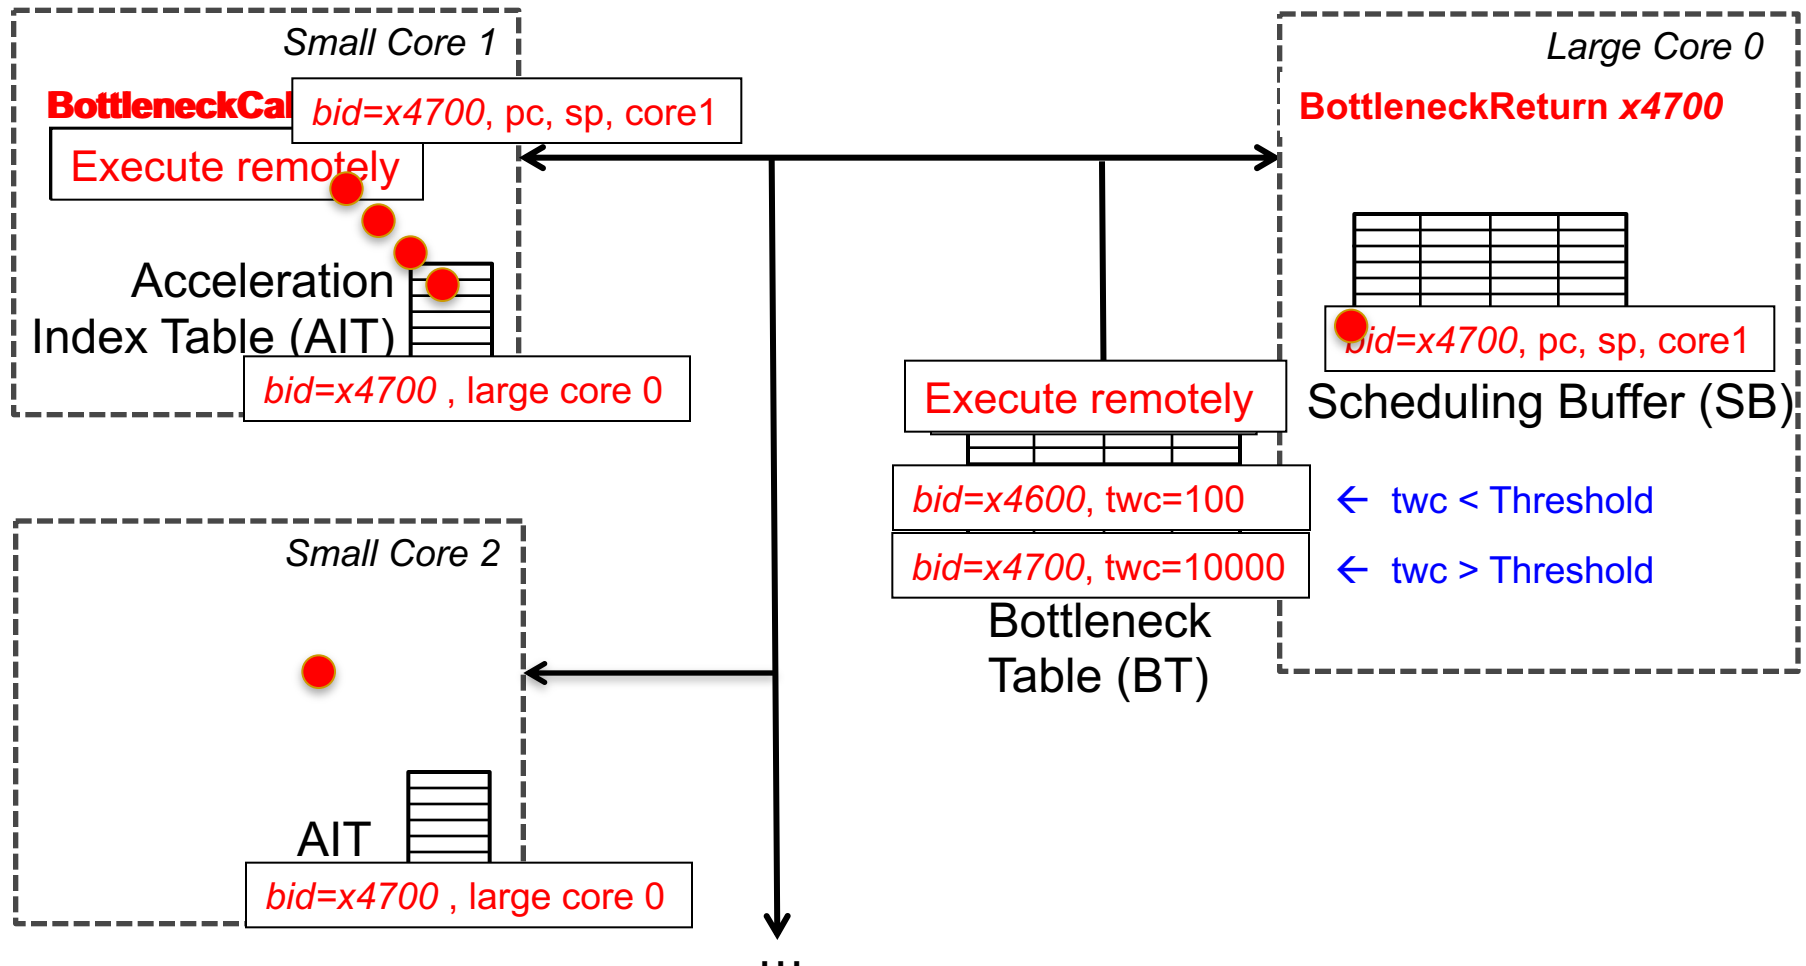 Small Core 1
BottleneckCal
bid=x4700, pc, sp, core1
Execute remotely
Acceleration
Index Table (AIT)
bid=x4700 , large core 0
Large Core 0
BottleneckReturn x4700
bid=x4700, pc, sp, core1
Scheduling Buffer (SB)
Execute remotely
bid=x4600, twc=100
← twc < Threshold
bid=x4700, twc=10000
← twc > Threshold
Bottleneck
Table (BT)
Small Core 2
AIT
bid=x4700 , large core 0
...